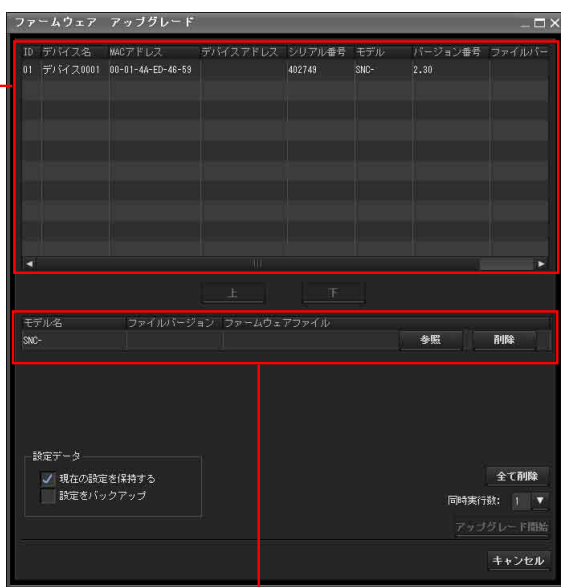 ファームウェア アップグレード
ID デバイス名 MACアドレス デバイスアドレス シリアル番号 モデル バージョン番号 ファイルバー
01 デバイス0001 00-01-4A-ED-46-59 402749 SNC- 2.30
上 下
モデル名 ファイルバージョン ファームウェアファイル
SNC- 参照 削除
設定データ
現在の設定を保持する
設定をバックアップ
全て削除
同時実行数: 1
アップグレード開始
キャンセル